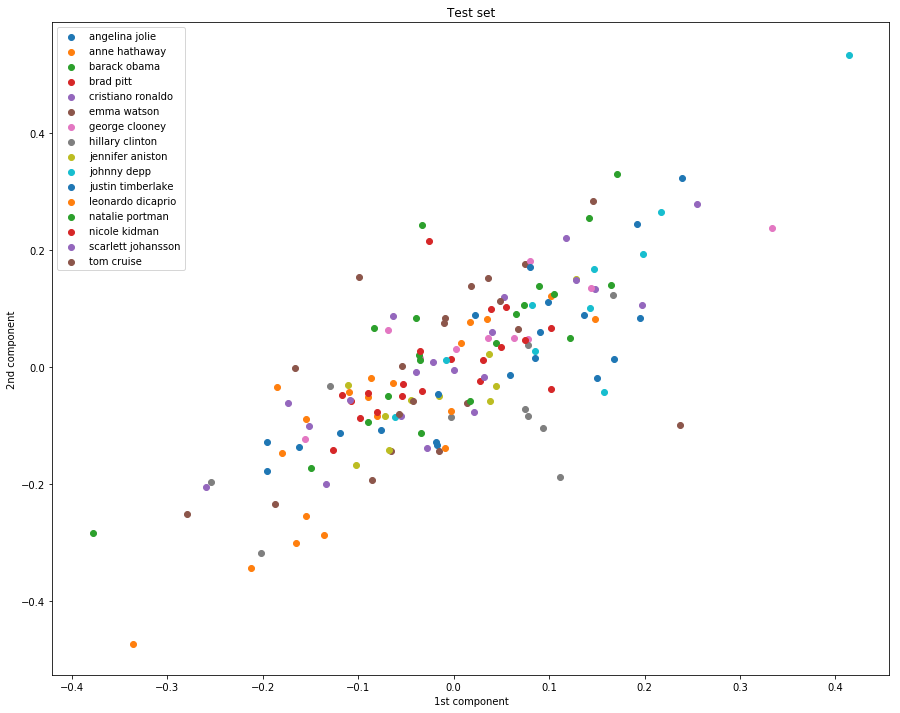 Test set
angelina jolie
anne hathaway
barack obama
brad pitt
cristiano ronaldo
emma watson
george clooney
hillary clinton
jennifer aniston
johnny depp
justin timberlake
leonardo dicaprio
natalie portman
nicole kidman
scarlett johansson
tom cruise
0.4
0.2
0.0
−0.2
−0.4
2nd component
−0.4 −0.3 −0.2 −0.1 0.0 0.1 0.2 0.3 0.4
1st component